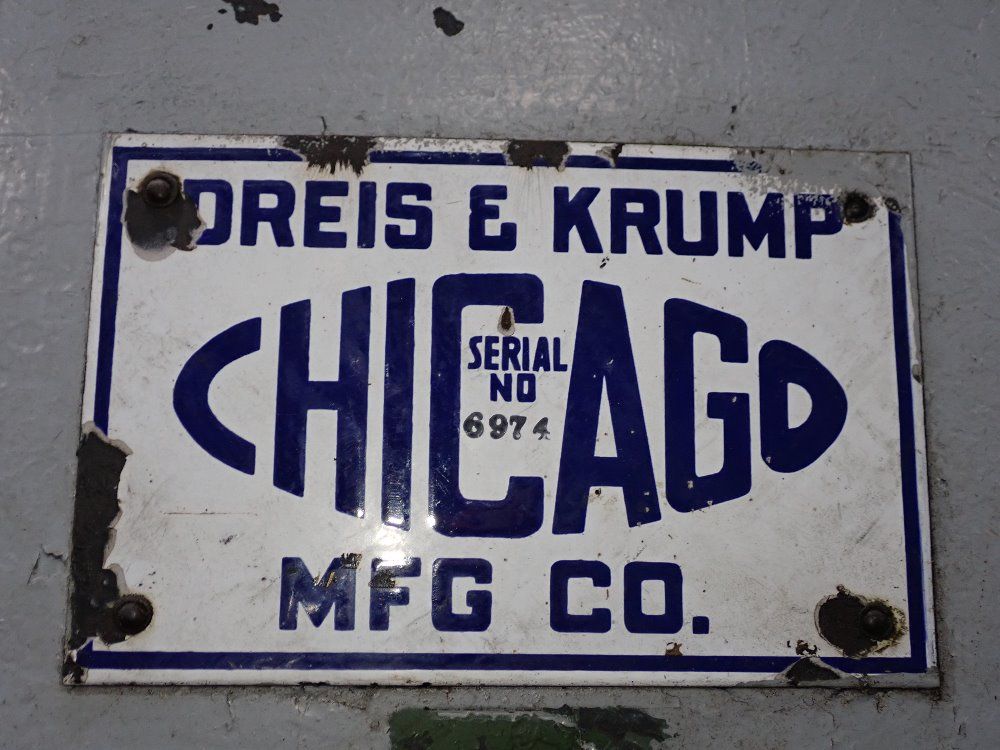 DREIS & KRUMP
CHICAGO
SERIAL
NO
6974
MFG CO.